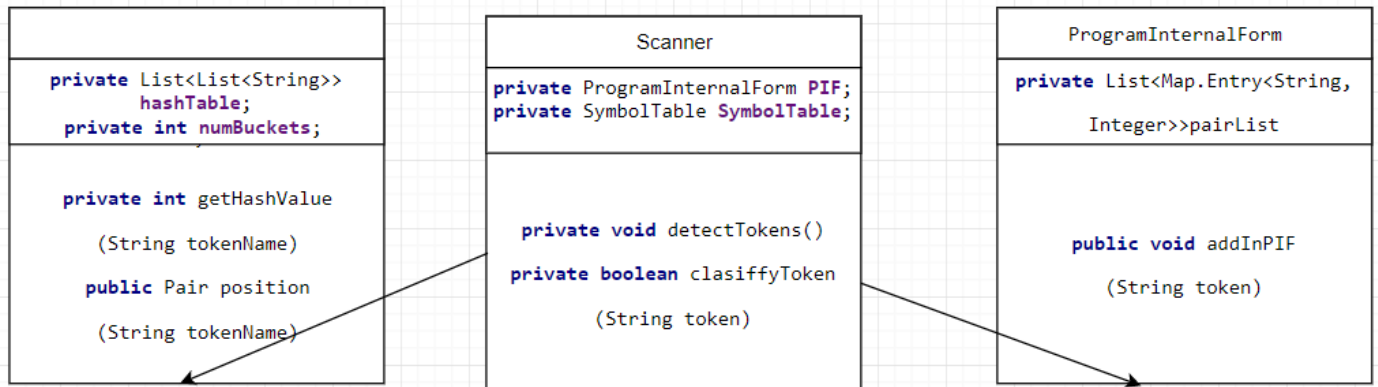 private List<List<String>>
hashTable;
private int numBuckets;
private int getHashValue
(String tokenName)
public Pair position
(String tokenName)
Scanner
private ProgramInternalForm PIF;
private SymbolTable SymbolTable;
private void detectTokens()
private boolean clasiffyToken
(String token)
ProgramInternalForm
private List<Map.Entry<String,
Integer>>pairList
public void addInPIF
(String token)